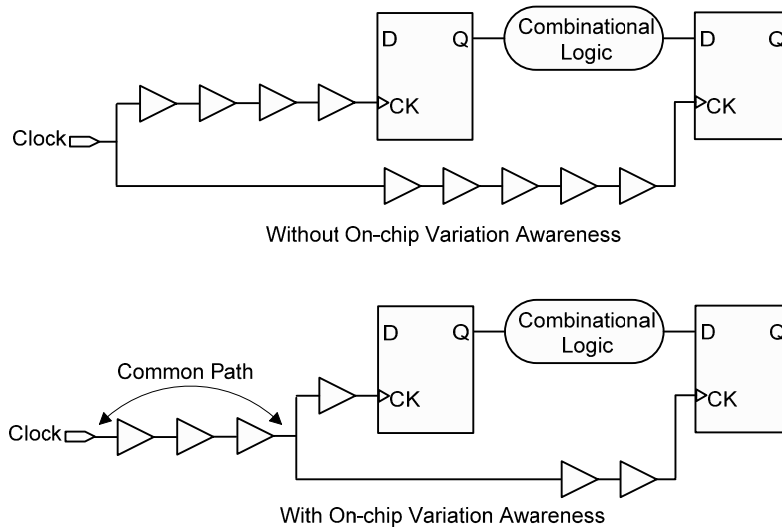 D
Q
Combinational
Logic
D
Q
CK
CK
Clock
Without On-chip Variation Awareness
D
Q
Combinational
Logic
D
Q
Common Path
CK
CK
Clock
With On-chip Variation Awareness